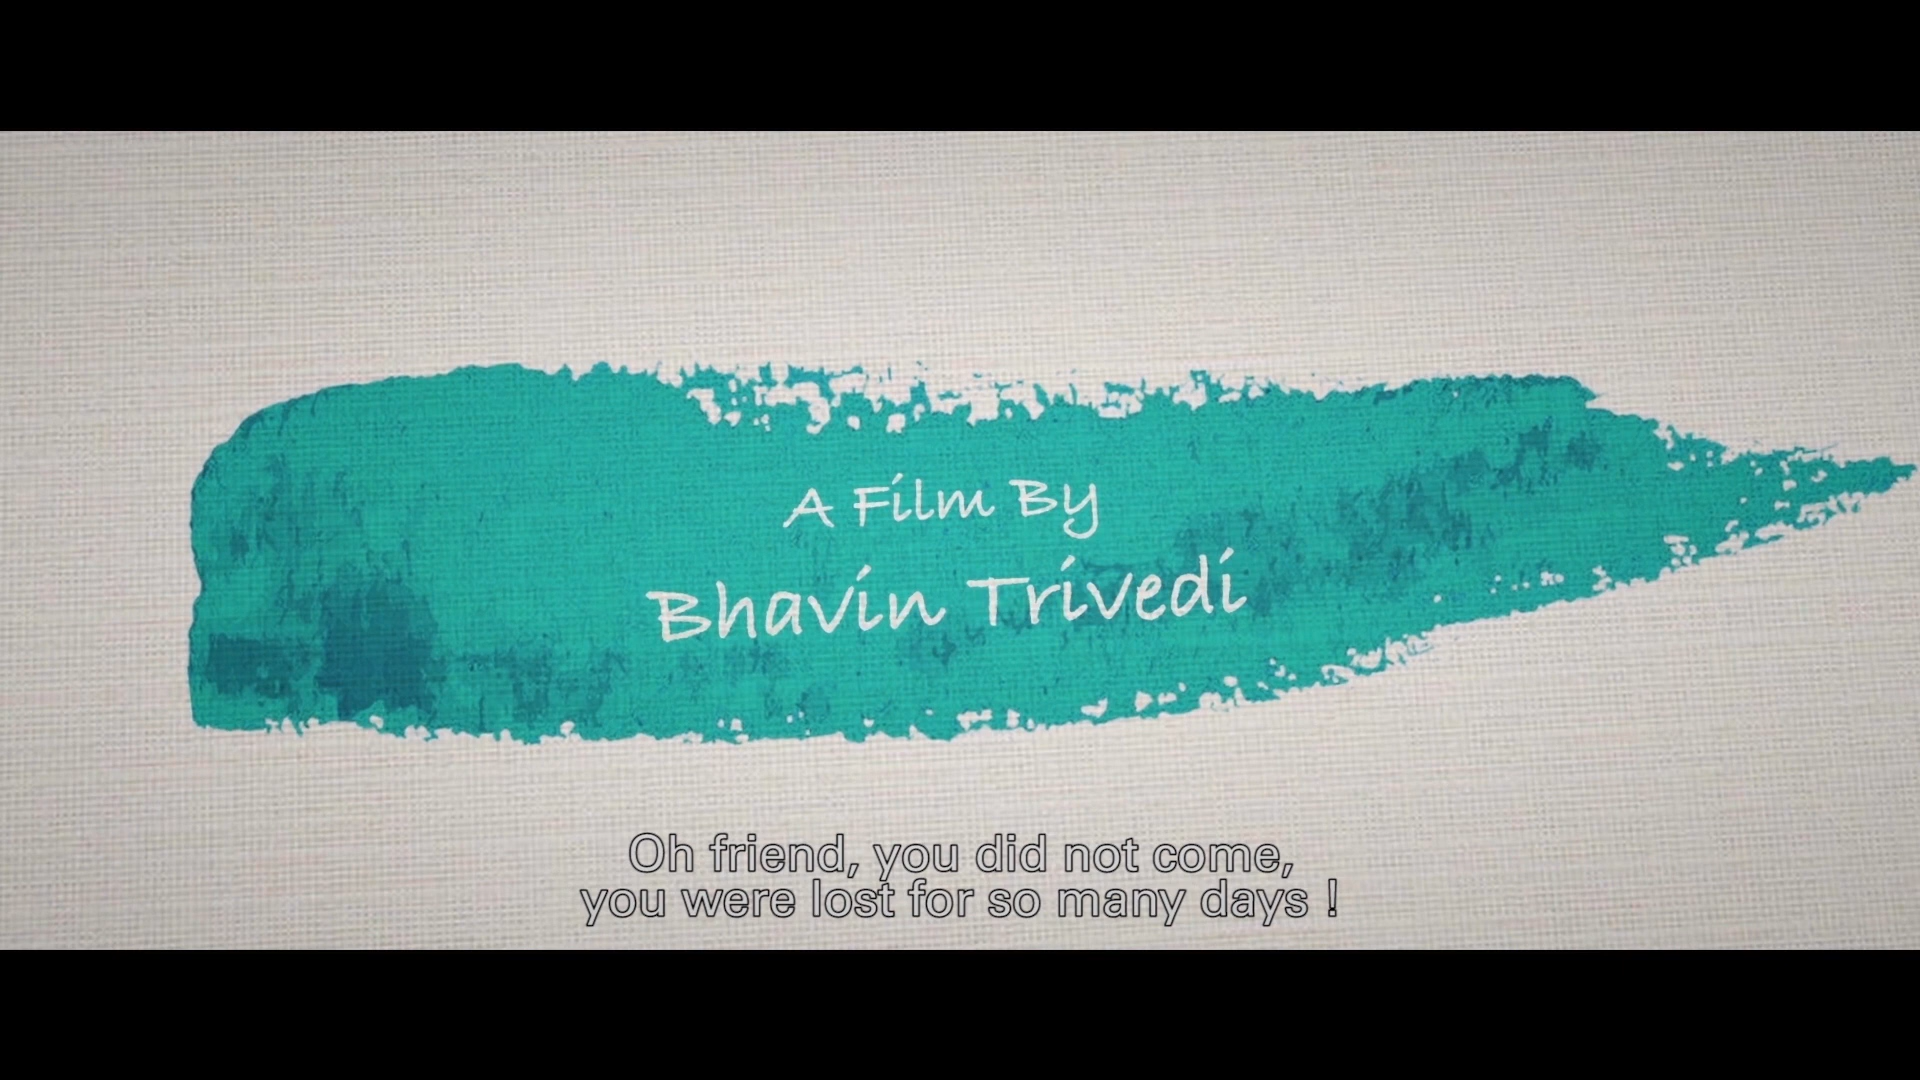 A Film By
Bhavin Trivedi
Oh friend, you did not come,
you were lost for so many days !